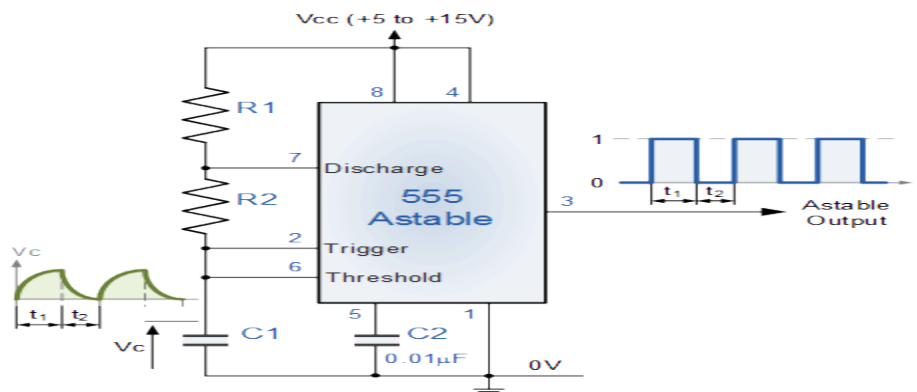 Vcc (+5 to +15V)
8
4
R1
7
Discharge
R2
555
Astable
3
2
Trigger
6
Threshold
1
0
t₁
t₂
Astable
Output
Vc
t₁
t₂
Vc
C1
5
C2
0.01µF
1
0V